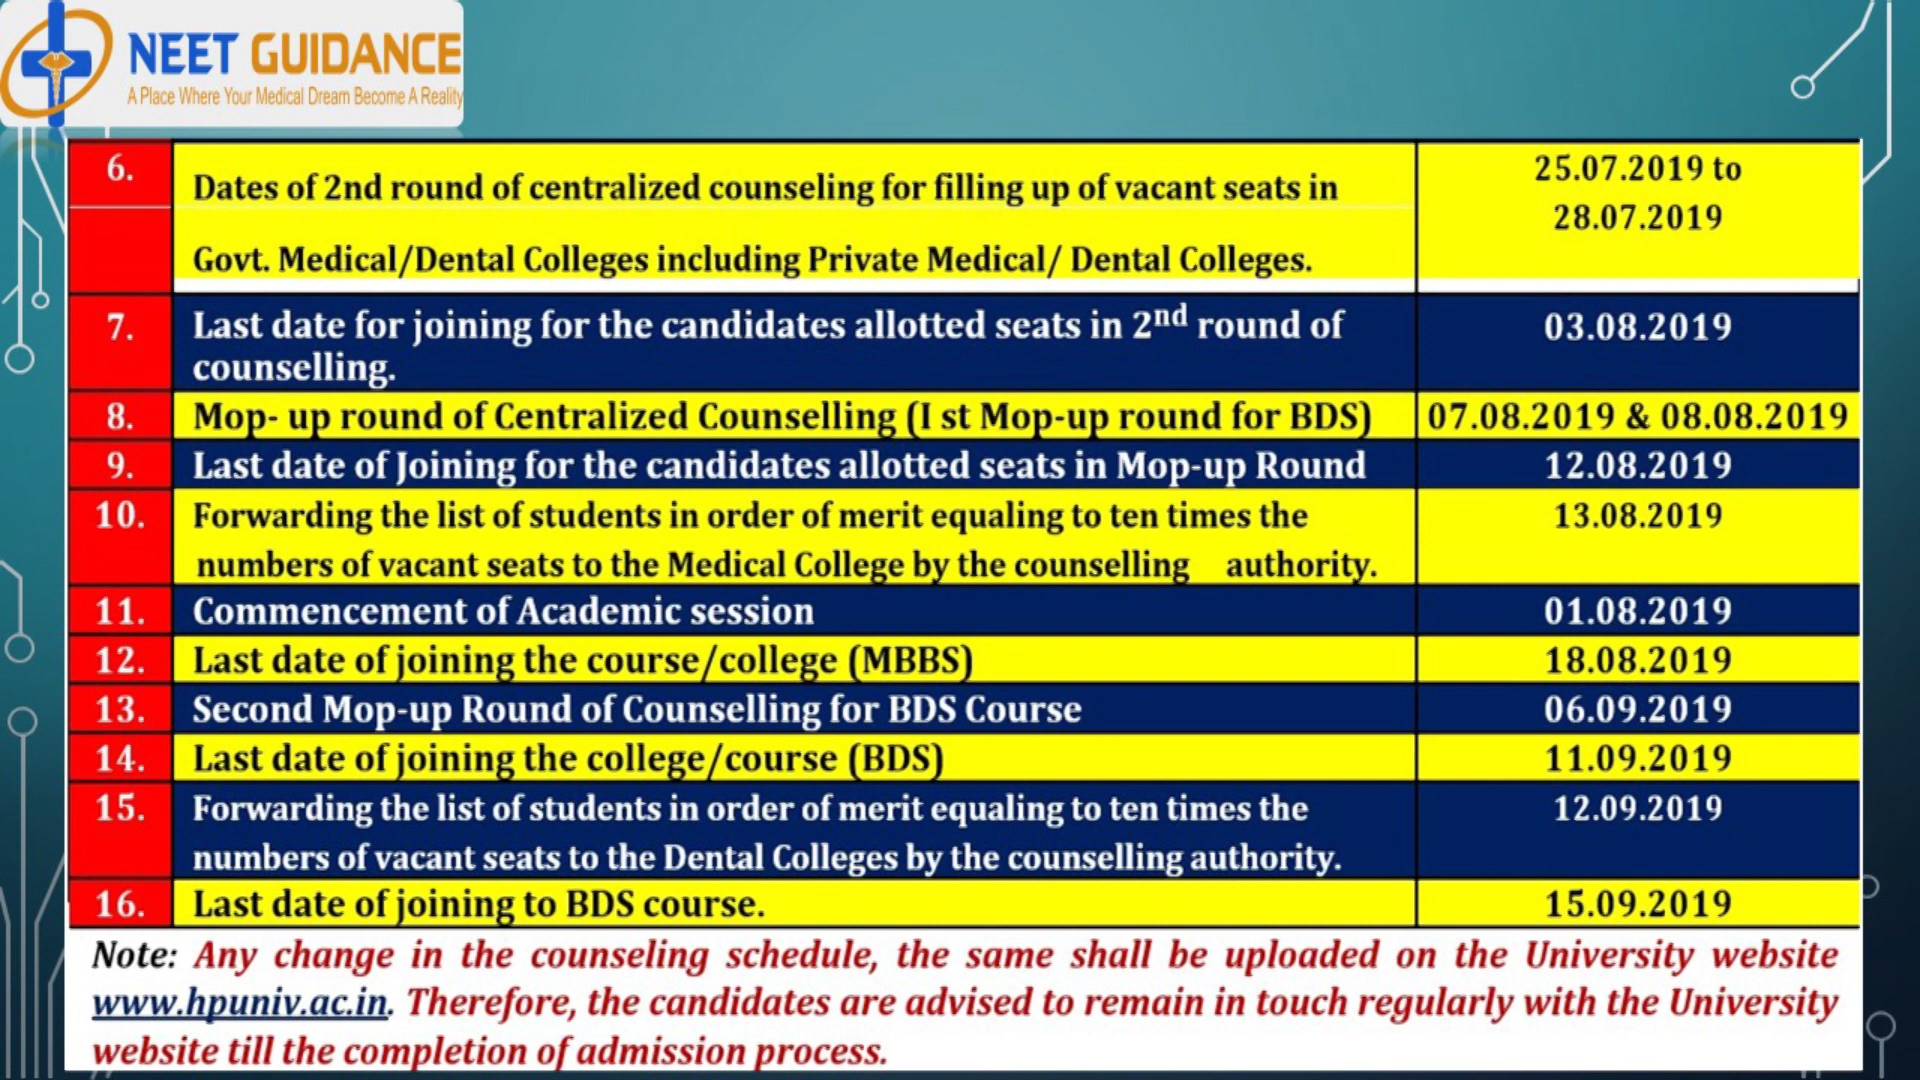 NEET GUIDANCE
A Place Where Your Medical Dream Become A Reality
6. Dates of 2nd round of centralized counseling for filling up of vacant seats in 25.07.2019 to
Govt. Medical/Dental Colleges including Private Medical/ Dental Colleges. 28.07.2019
7. Last date for joining for the candidates allotted seats in 2nd round of 03.08.2019
counselling.
8. Mop- up round of Centralized Counselling (I st Mop-up round for BDS) 07.08.2019 & 08.08.2019
9. Last date of Joining for the candidates allotted seats in Mop-up Round 12.08.2019
10. Forwarding the list of students in order of merit equaling to ten times the 13.08.2019
numbers of vacant seats to the Medical College by the counselling authority.
11. Commencement of Academic session 01.08.2019
12. Last date of joining the course/college (MBBS) 18.08.2019
13. Second Mop-up Round of Counselling for BDS Course 06.09.2019
14. Last date of joining the college/course (BDS) 11.09.2019
15. Forwarding the list of students in order of merit equaling to ten times the 12.09.2019
numbers of vacant seats to the Dental Colleges by the counselling authority.
16. Last date of joining to BDS course. 15.09.2019
Note: Any change in the counseling schedule, the same shall be uploaded on the University website
www.hpuniv.ac.in. Therefore, the candidates are advised to remain in touch regularly with the University
website till the completion of admission process.